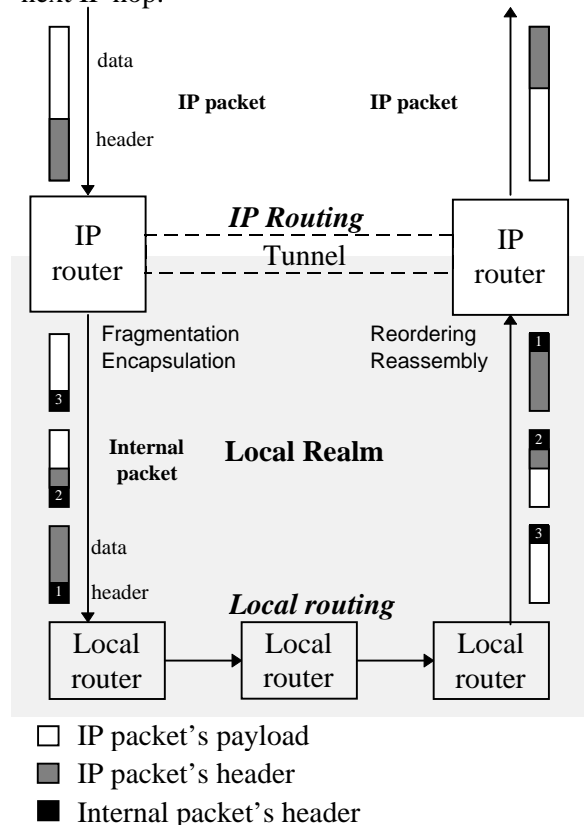 next IP hop.
data
IP packet
IP packet
header
IP Routing
IP
router
Tunnel
IP
router
Fragmentation
Encapsulation
Reordering
Reassembly
3
1
Internal
packet
Local Realm
2
2
data
3
1
header
Local routing
Local
router
Local
router
Local
router
IP packet's payload
IP packet's header
Internal packet's header